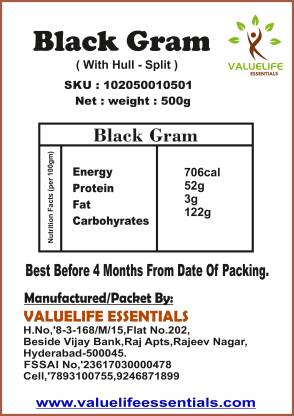 Black Gram
( With Hull - Split )
VALUELIFE
ESSENTIALS
SKU : 102050010501
Net : weight : 500g
Black Gram
Nutrition Facts (per 100gm)
Energy 706cal
Protein 52g
Fat 3g
Carbohyrates 122g
Best Before 4 Months From Date Of Packing.
Manufactured/Packet By:
VALUELIFE ESSENTIALS
H.No,'8-3-168/M/15,Flat No.202,
Beside Vijay Bank,Raj Apts,Rajeev Nagar,
Hyderabad-500045.
FSSAI No,'23617030000478
Cell,'7893100755,9246871899
www.valuelifeessentials.com